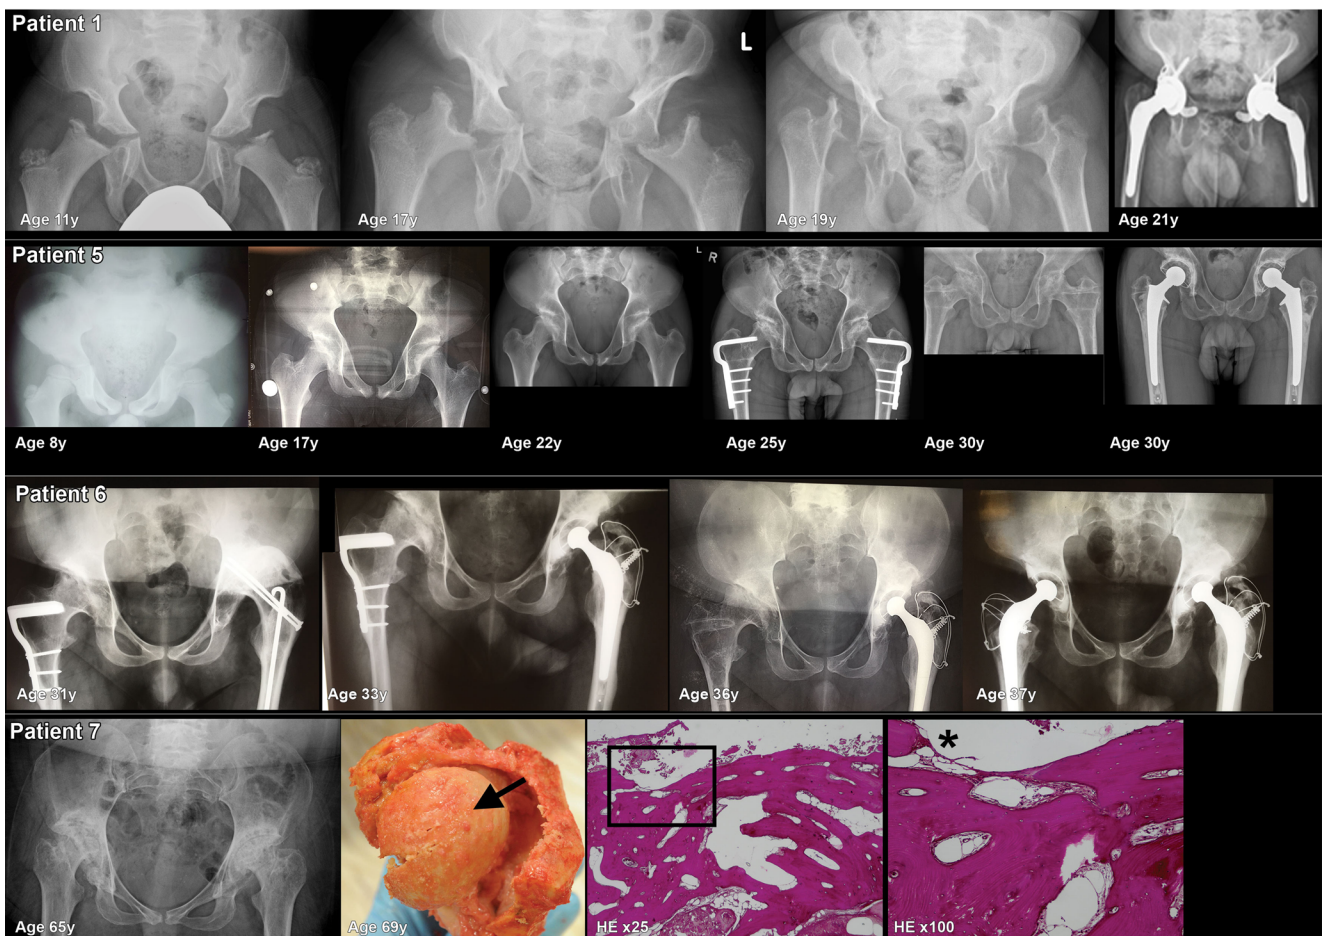 Patient 1
L
Age 11y
Age 17y
Age 19y
Age 21y
Patient 5
L
R
Age 8y
Age 17y
Age 22y
Age 25y
Age 30y
Age 30y
Patient 6
Age 31y
Age 33y
Age 36y
Age 37y
Patient 7
*
Age 65y
Age 69y
HE x25
HE x100